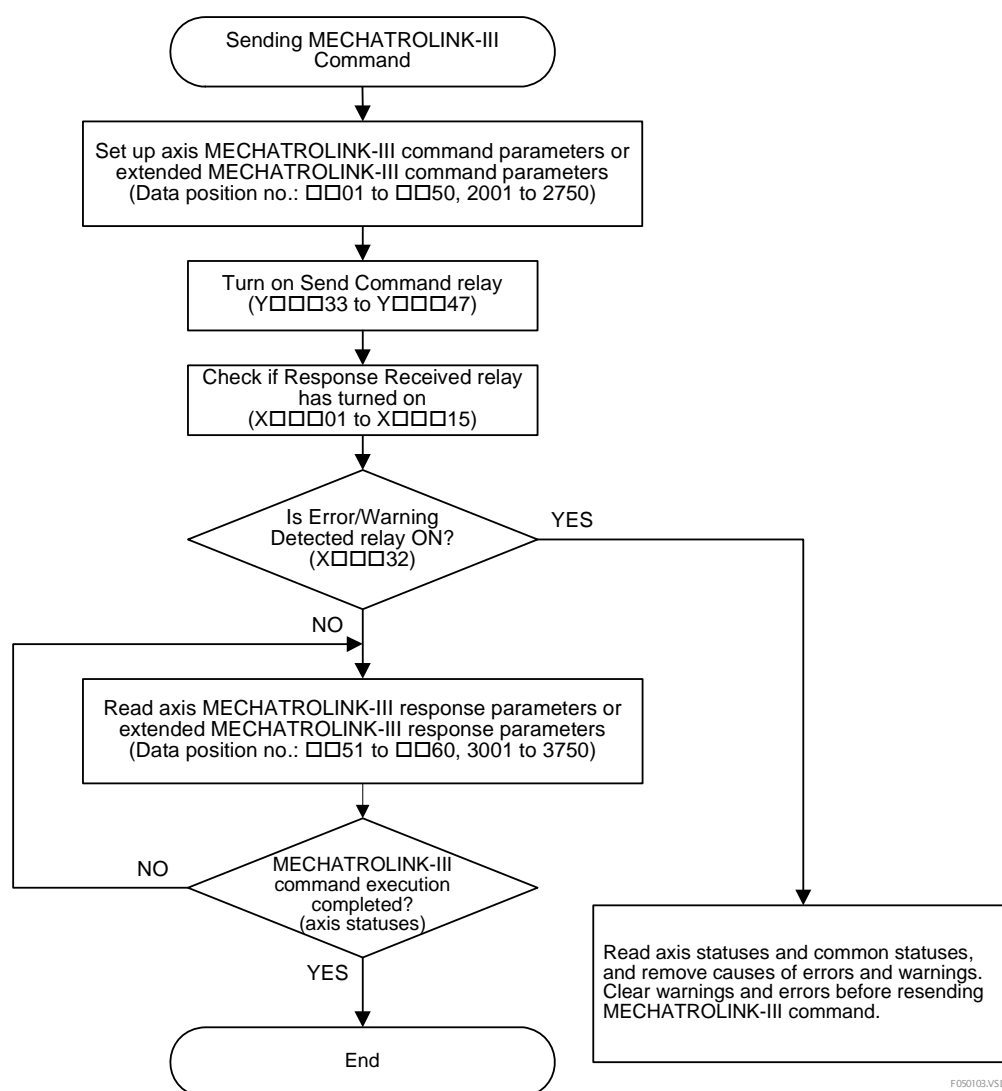 Sending MECHATROLINK-III
Command
Set up axis MECHATROLINK-III command parameters or
extended MECHATROLINK-III command parameters
(Data position no.: □□01 to □□50, 2001 to 2750)
Turn on Send Command relay
(Y□□□33 to Y□□□47)
Check if Response Received relay
has turned on
(X□□□01 to X□□□15)
Is Error/Warning
Detected relay ON?
(X□□□32)
YES
NO
Read axis MECHATROLINK-III response parameters or
extended MECHATROLINK-III response parameters
(Data position no.: □□51 to □□60, 3001 to 3750)
MECHATROLINK-III
command execution
completed?
(axis statuses)
NO
YES
Read axis statuses and common statuses,
and remove causes of errors and warnings.
Clear warnings and errors before resending
MECHATROLINK-III command.
End